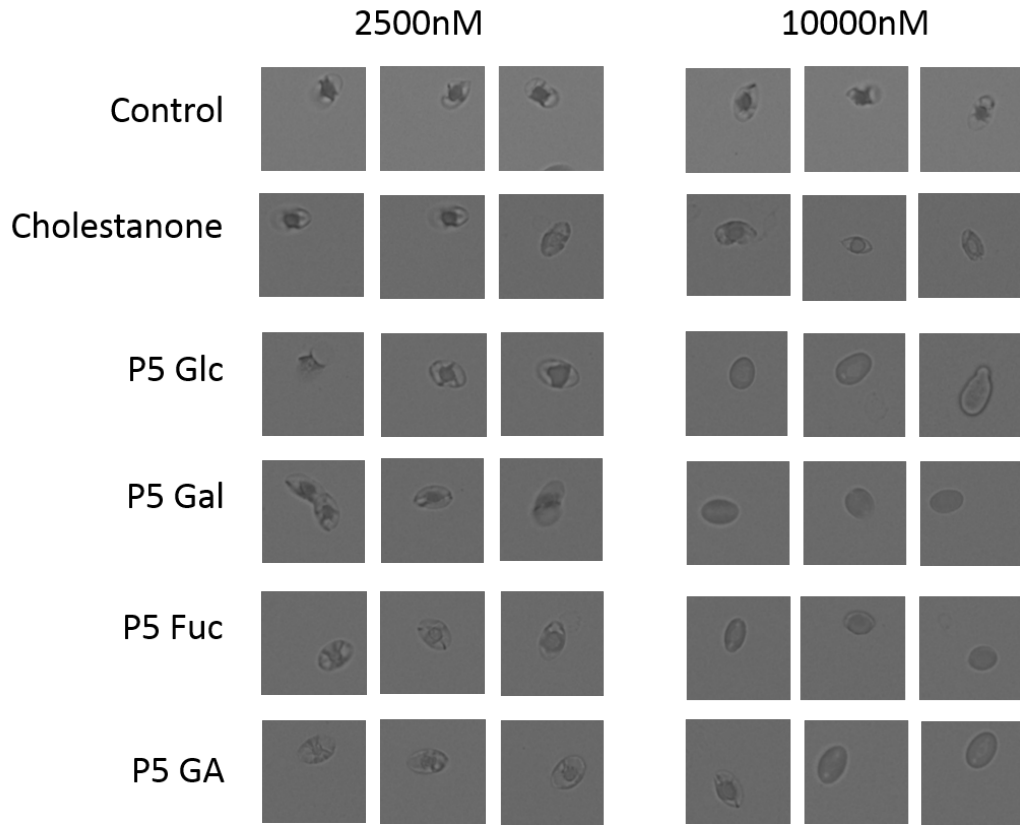 2500nM 10000nM
Control
Cholestanone
P5 Glc
P5 Gal
P5 Fuc
P5 GA